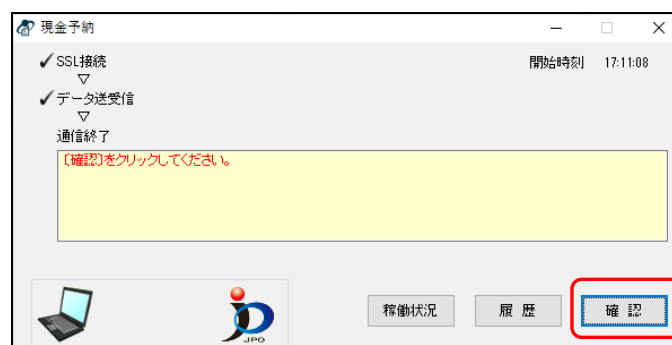 現金予納
✓SSL接続
開始時刻 17:11:08
▽
✓データ送受信
▽
通信終了
〔確認〕をクリックしてください。
JPO
稼働状況
履 歴
確 認